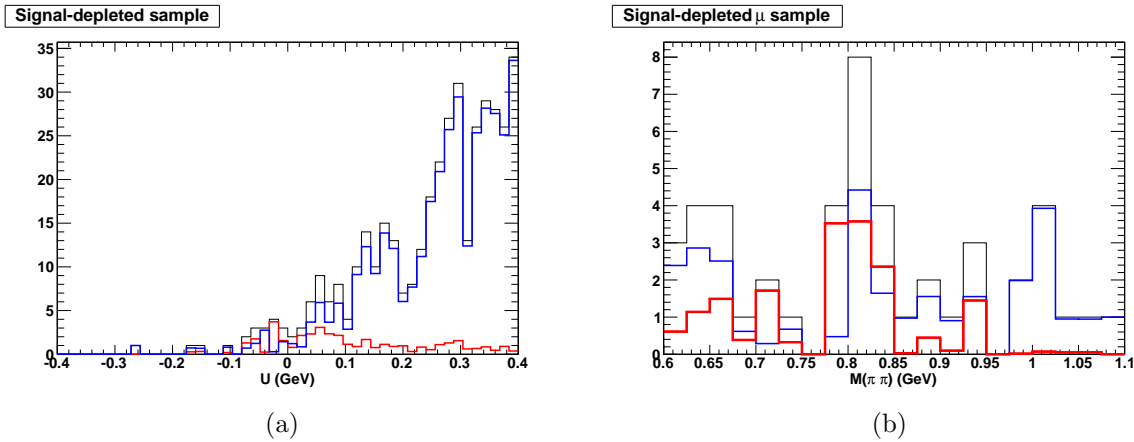 Signal-depleted sample
35
30
25
20
15
10
5
0
-0.4 -0.3 -0.2 -0.1 0 0.1 0.2 0.3 0.4
U (GeV)
(a)
Signal-depleted μ sample
8
7
6
5
4
3
2
1
0
0.6 0.65 0.7 0.75 0.8 0.85 0.9 0.95 1 1.05 1.1
M(π π) (GeV)
(b)